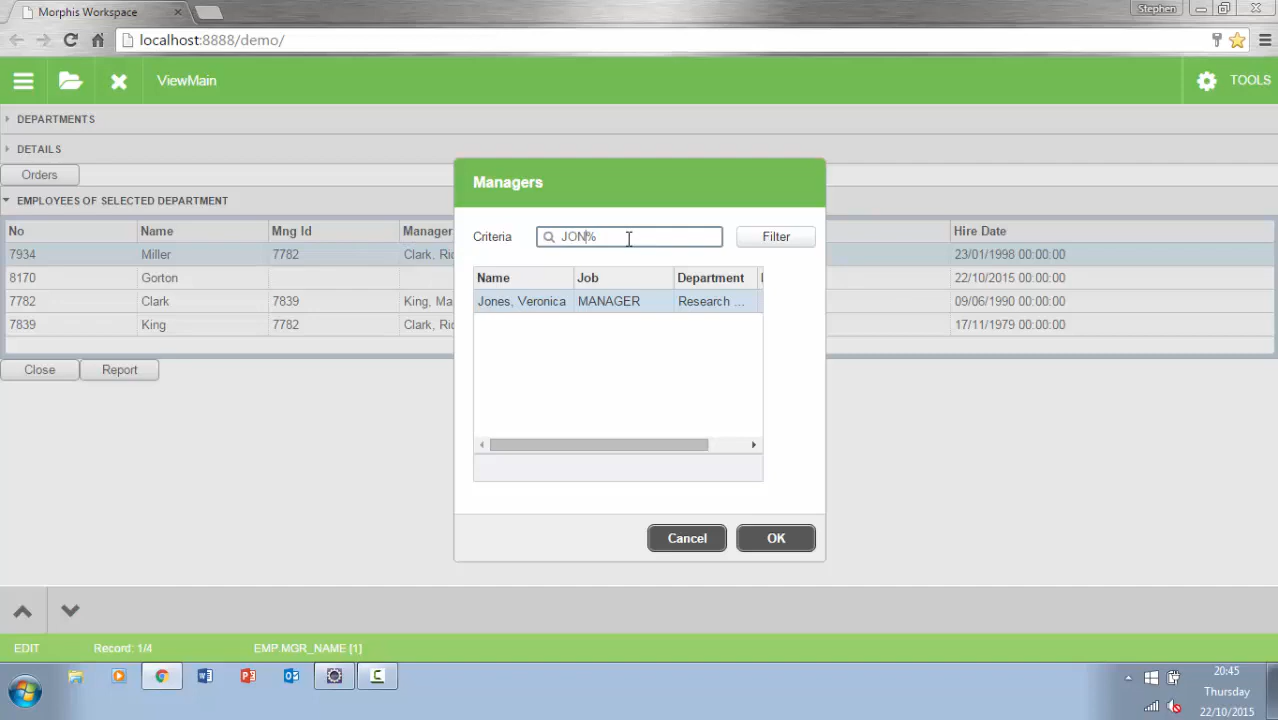 Morphis Workspace
Stephen
localhost:8888/demo/
ViewMain
TOOLS
DEPARTMENTS
DETAILS
Orders
EMPLOYEES OF SELECTED DEPARTMENT
No Name Mng Id Manager Hire Date
7934 Miller 7782 Clark, Ric 23/01/1998 00:00:00
8170 Gorton 22/10/2015 00:00:00
7782 Clark 7839 King, Ma 09/06/1990 00:00:00
7839 King 7782 Clark, Ric 17/11/1979 00:00:00
Close Report
Managers
Criteria JON% Filter
Name Job Department
Jones, Veronica MANAGER Research ...
Cancel OK
EDIT Record: 1/4 EMP.MGR_NAME [1]
20:45
Thursday
22/10/2015